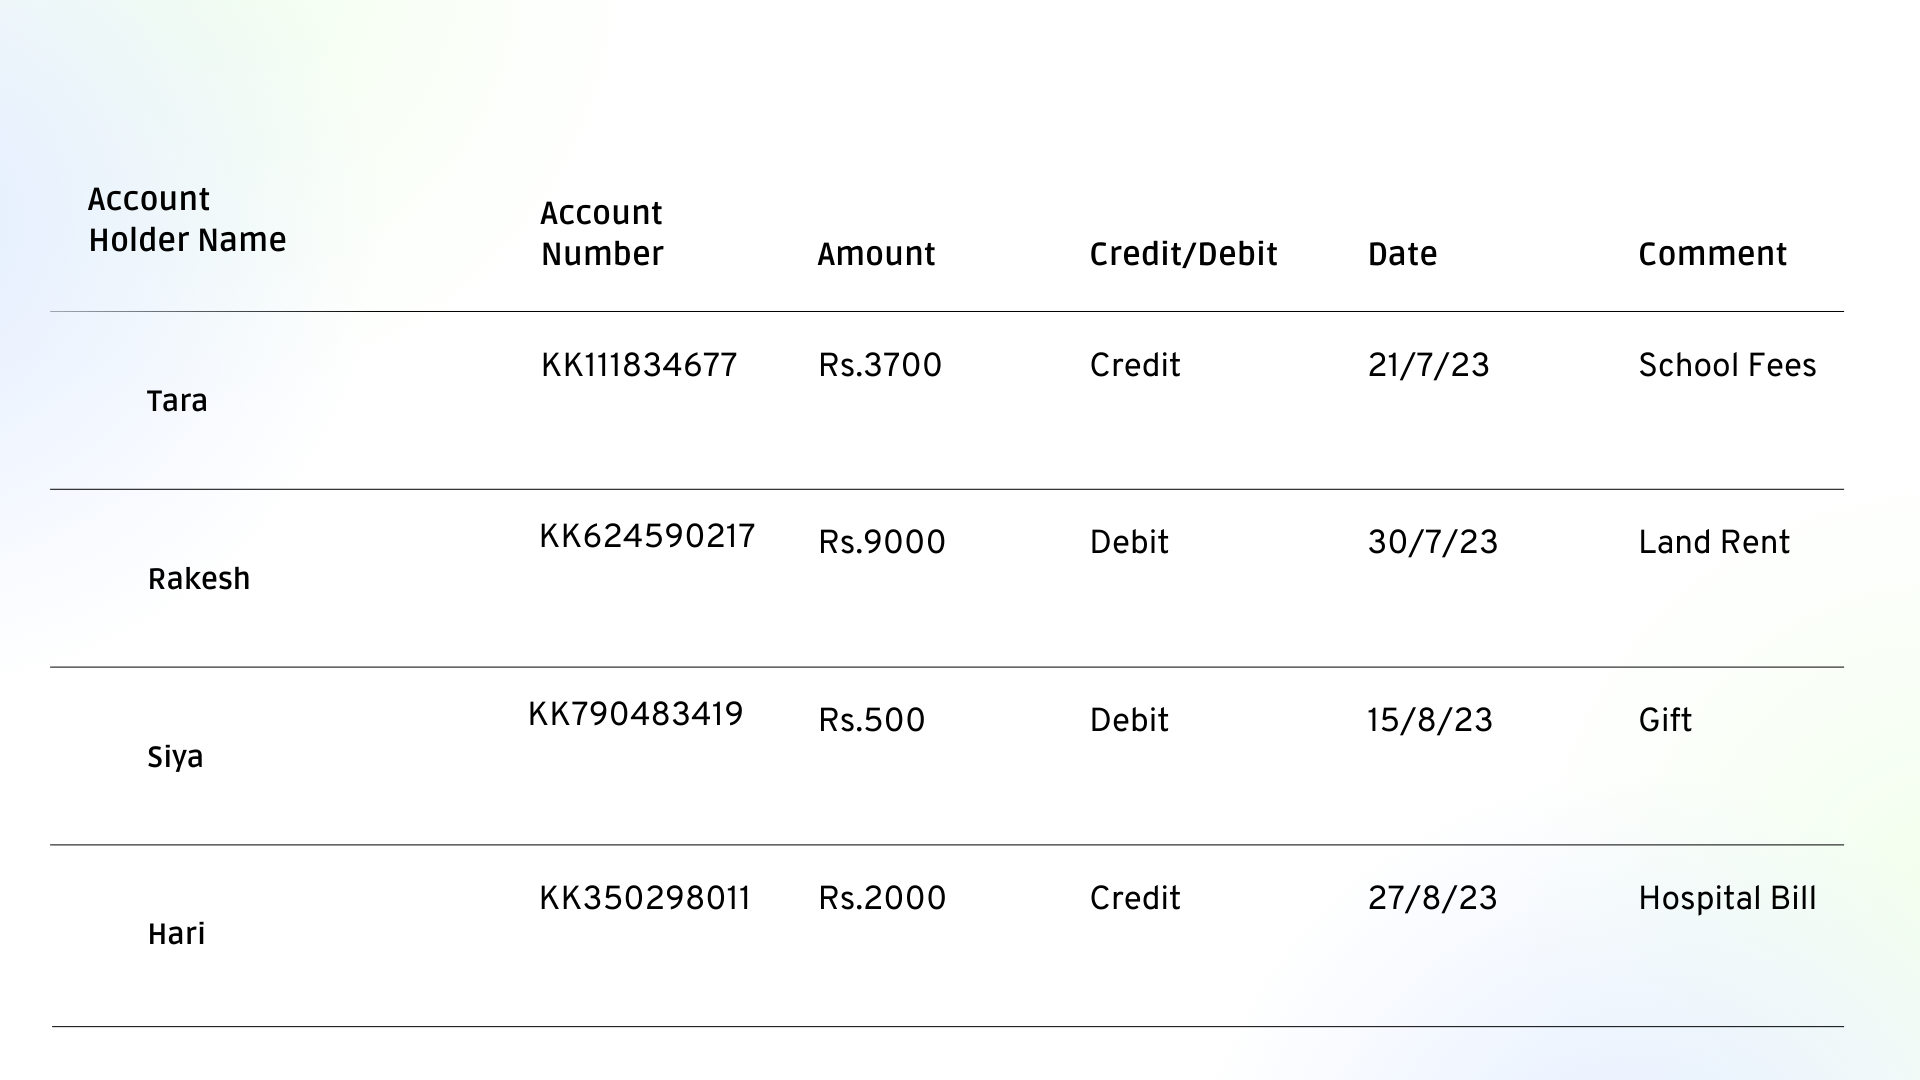 Account
Holder Name
Account
Number
Amount
Credit/Debit
Date
Comment
Tara
KK111834677
Rs.3700
Credit
21/7/23
School Fees
Rakesh
KK624590217
Rs.9000
Debit
30/7/23
Land Rent
Siya
KK790483419
Rs.500
Debit
15/8/23
Gift
Hari
KK350298011
Rs.2000
Credit
27/8/23
Hospital Bill